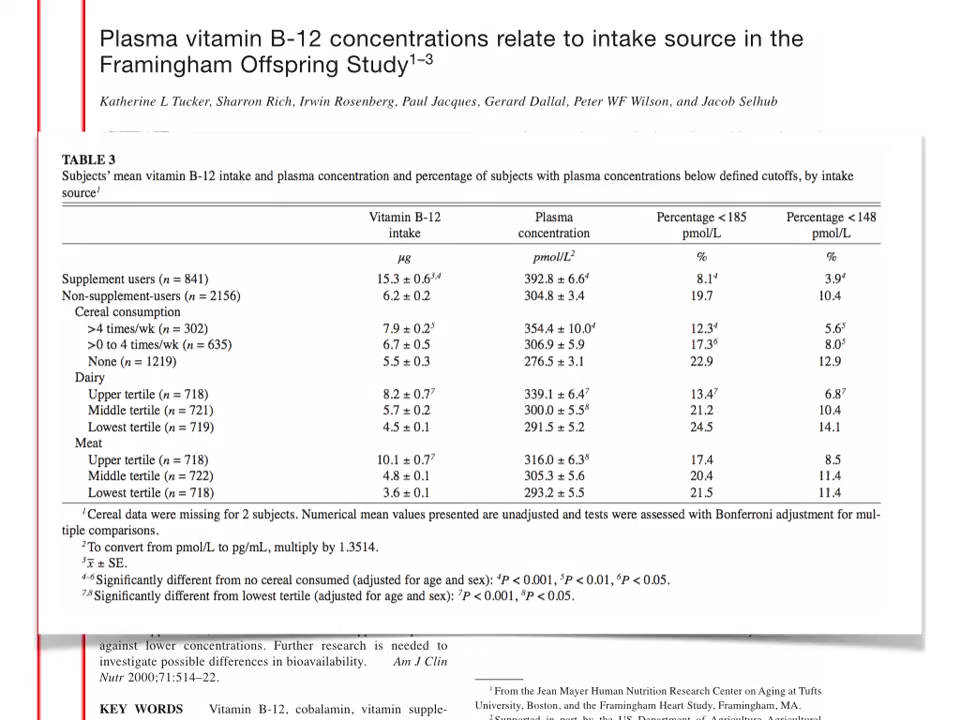 Plasma vitamin B-12 concentrations relate to intake source in the
Framingham Offspring Study1–3
Katherine L Tucker, Sharron Rich, Irwin Rosenberg, Paul Jacques, Gerard Dallal, Peter WF Wilson, and Jacob Selhub
TABLE 3
Subjects' mean vitamin B-12 intake and plasma concentration and percentage of subjects with plasma concentrations below defined cutoffs, by intake
source1
Vitamin B-12 Plasma Percentage <185 Percentage <148
intake concentration pmol/L pmol/L
μg pmol/L2 % %
Supplement users (n = 841) 15.3 ± 0.63,4 392.8 ± 6.64 8.14 3.94
Non-supplement-users (n = 2156) 6.2 ± 0.2 304.8 ± 3.4 19.7 10.4
Cereal consumption
>4 times/wk (n = 302) 7.9 ± 0.25 354.4 ± 10.04 12.34 5.65
>0 to 4 times/wk (n = 635) 6.7 ± 0.5 306.9 ± 5.9 17.36 8.05
None (n = 1219) 5.5 ± 0.3 276.5 ± 3.1 22.9 12.9
Dairy
Upper tertile (n = 718) 8.2 ± 0.77 339.1 ± 6.47 13.47 6.87
Middle tertile (n = 721) 5.7 ± 0.2 300.0 ± 5.58 21.2 10.4
Lowest tertile (n = 719) 4.5 ± 0.1 291.5 ± 5.2 24.5 14.1
Meat
Upper tertile (n = 718) 10.1 ± 0.77 316.0 ± 6.38 17.4 8.5
Middle tertile (n = 722) 4.8 ± 0.1 305.3 ± 5.6 20.4 11.4
Lowest tertile (n = 718) 3.6 ± 0.1 293.2 ± 5.5 21.5 11.4
1Cereal data were missing for 2 subjects. Numerical mean values presented are unadjusted and tests were assessed with Bonferroni adjustment for mul-
tiple comparisons.
2To convert from pmol/L to pg/mL, multiply by 1.3514.
3x̄ ± SE.
4–6Significantly different from no cereal consumed (adjusted for age and sex): 4P < 0.001, 5P < 0.01, 6P < 0.05.
7,8Significantly different from lowest tertile (adjusted for age and sex): 7P < 0.001, 8P < 0.05.
against lower concentrations. Further research is needed to
investigate possible differences in bioavailability. Am J Clin
Nutr 2000;71:514–22.
KEY WORDS Vitamin B-12, cobalamin, vitamin supple-
1From the Jean Mayer Human Nutrition Research Center on Aging at Tufts
University, Boston, and the Framingham Heart Study, Framingham, MA.